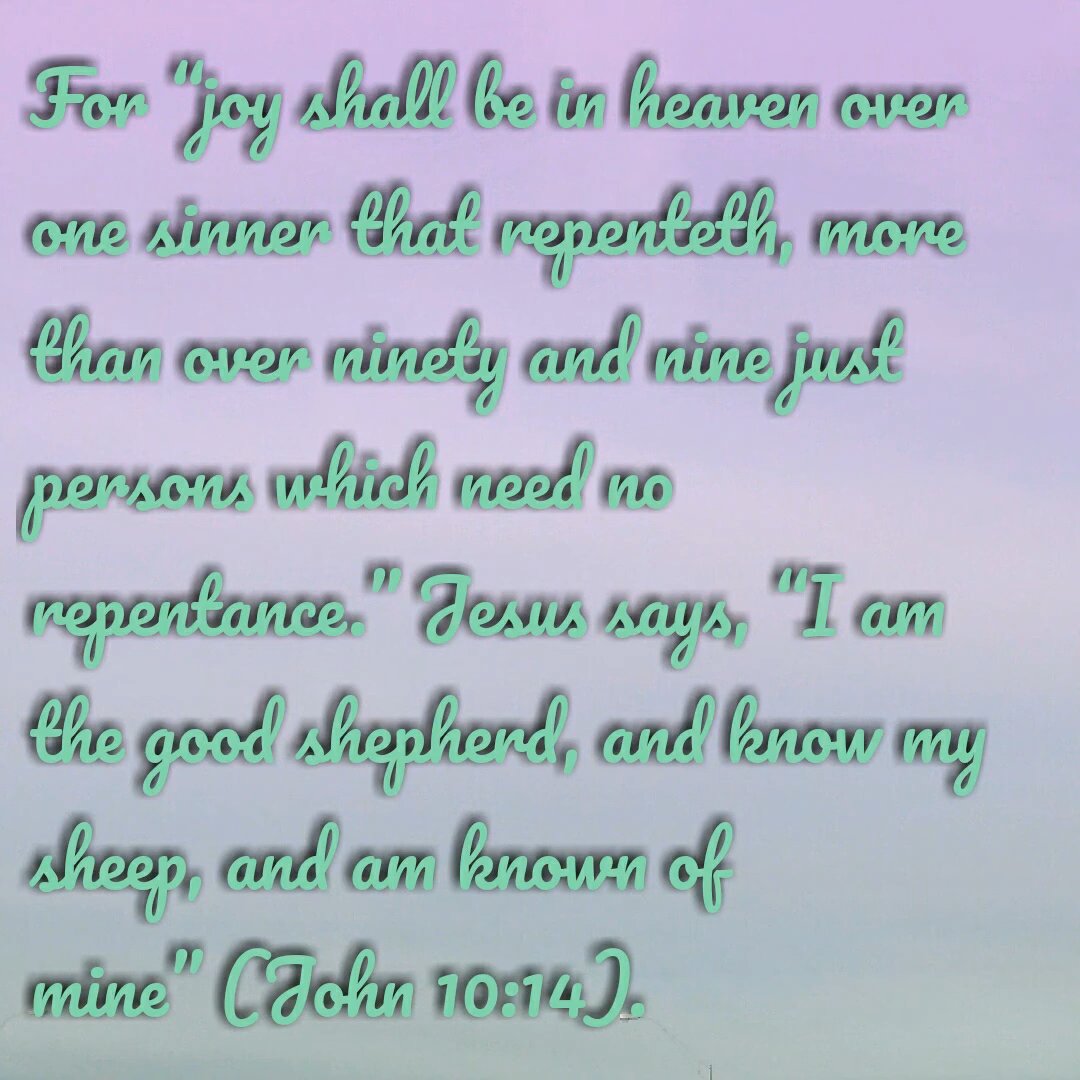 For “joy shall be in heaven over
one sinner that repenteth, more
than over ninety and nine just
persons which need no
repentance.” Jesus says, “I am
the good shepherd, and know my
sheep, and am known of
mine” (John 10:14).